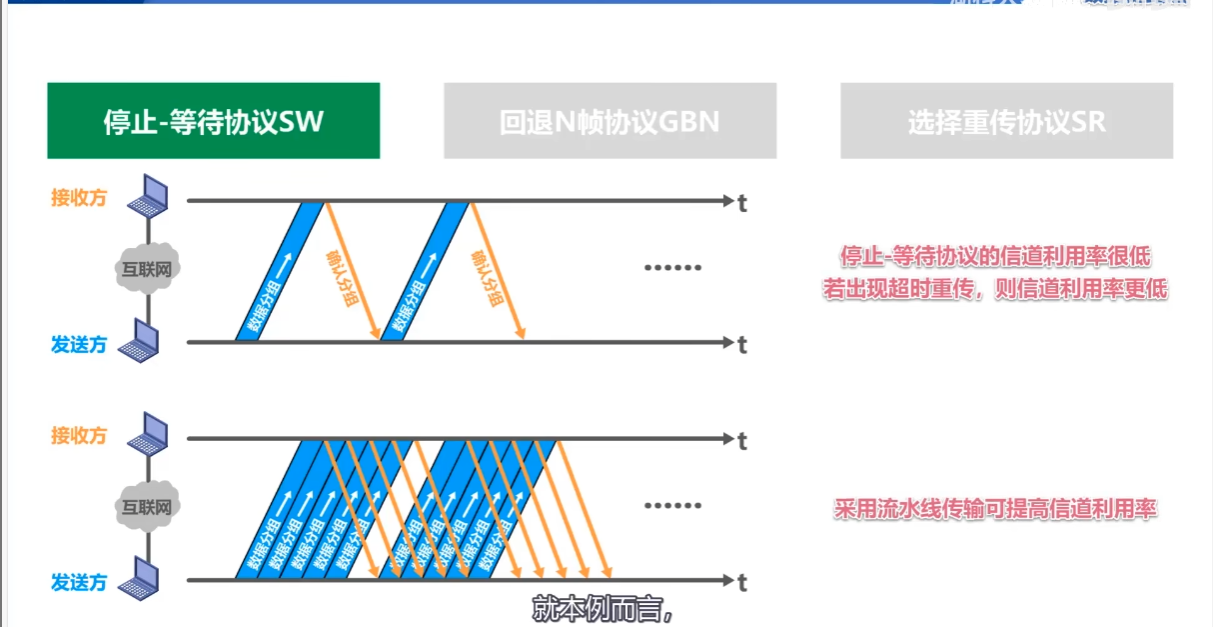 停止-等待协议SW
回退N帧协议GBN
选择重传协议SR
接收方
t
互联网
数据分组
确认分组
数据分组
确认分组
······
停止-等待协议的信道利用率很低
若出现超时重传，则信道利用率更低
发送方
t
接收方
t
互联网
数据分组
数据分组
数据分组
数据分组
数据分组
数据分组
数据分组
数据分组
数据分组
数据分组
······
采用流水线传输可提高信道利用率
发送方
t
就本例而言，